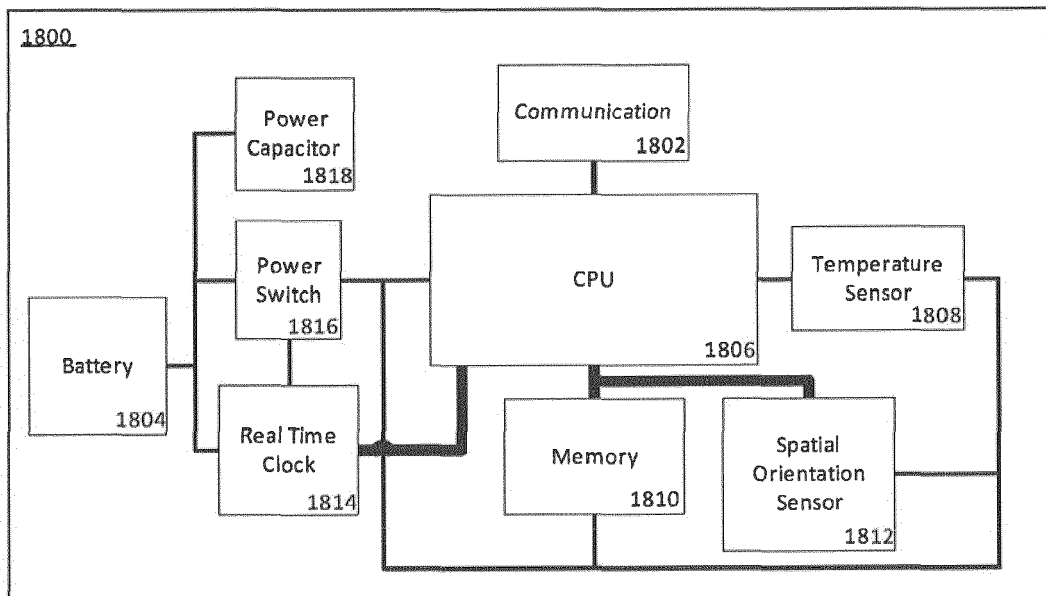 1800
Power
Capacitor
1818
Communication
1802
Power
Switch
1816
CPU
1806
Temperature
Sensor
1808
Battery
1804
Real Time
Clock
1814
Memory
1810
Spatial
Orientation
Sensor
1812